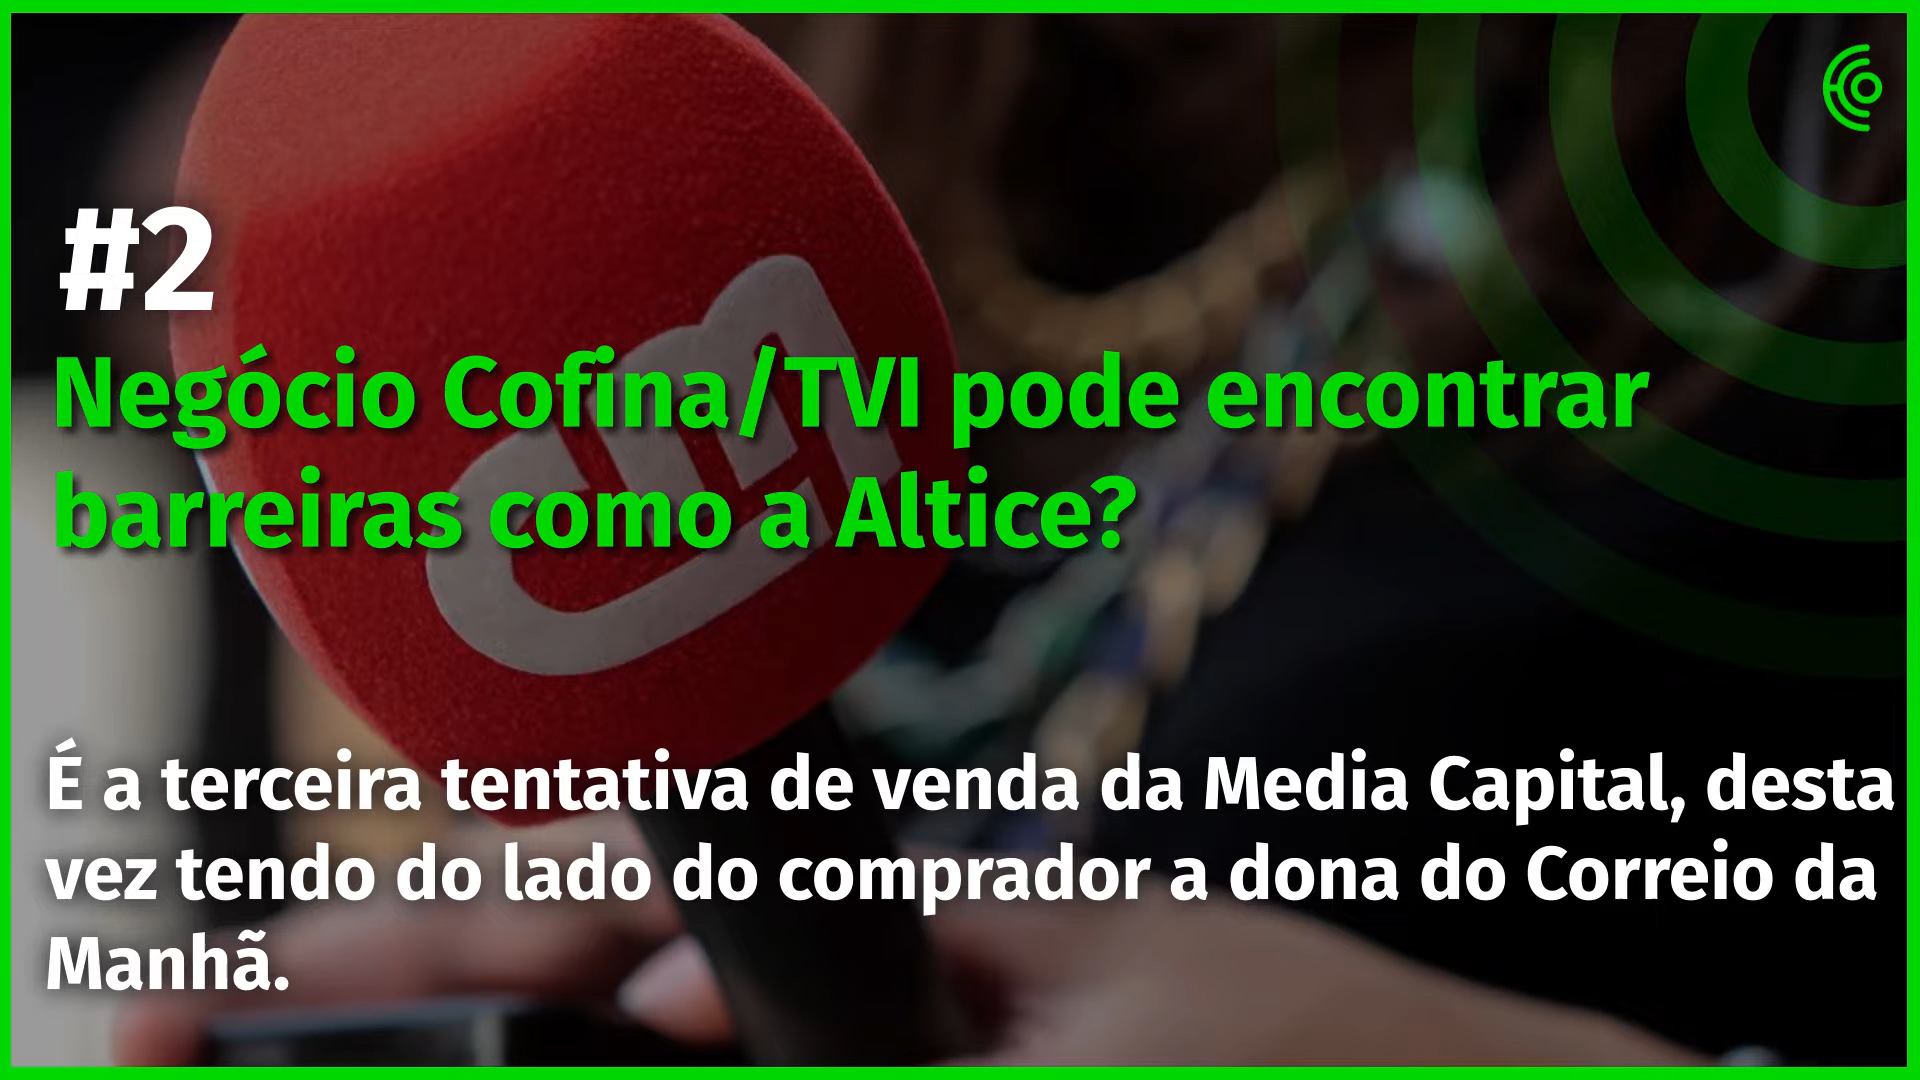 #2
Negócio Cofina/TVI pode encontrar
barreiras como a Altice?
É a terceira tentativa de venda da Media Capital, desta
vez tendo do lado do comprador a dona do Correio da
Manhã.
cm